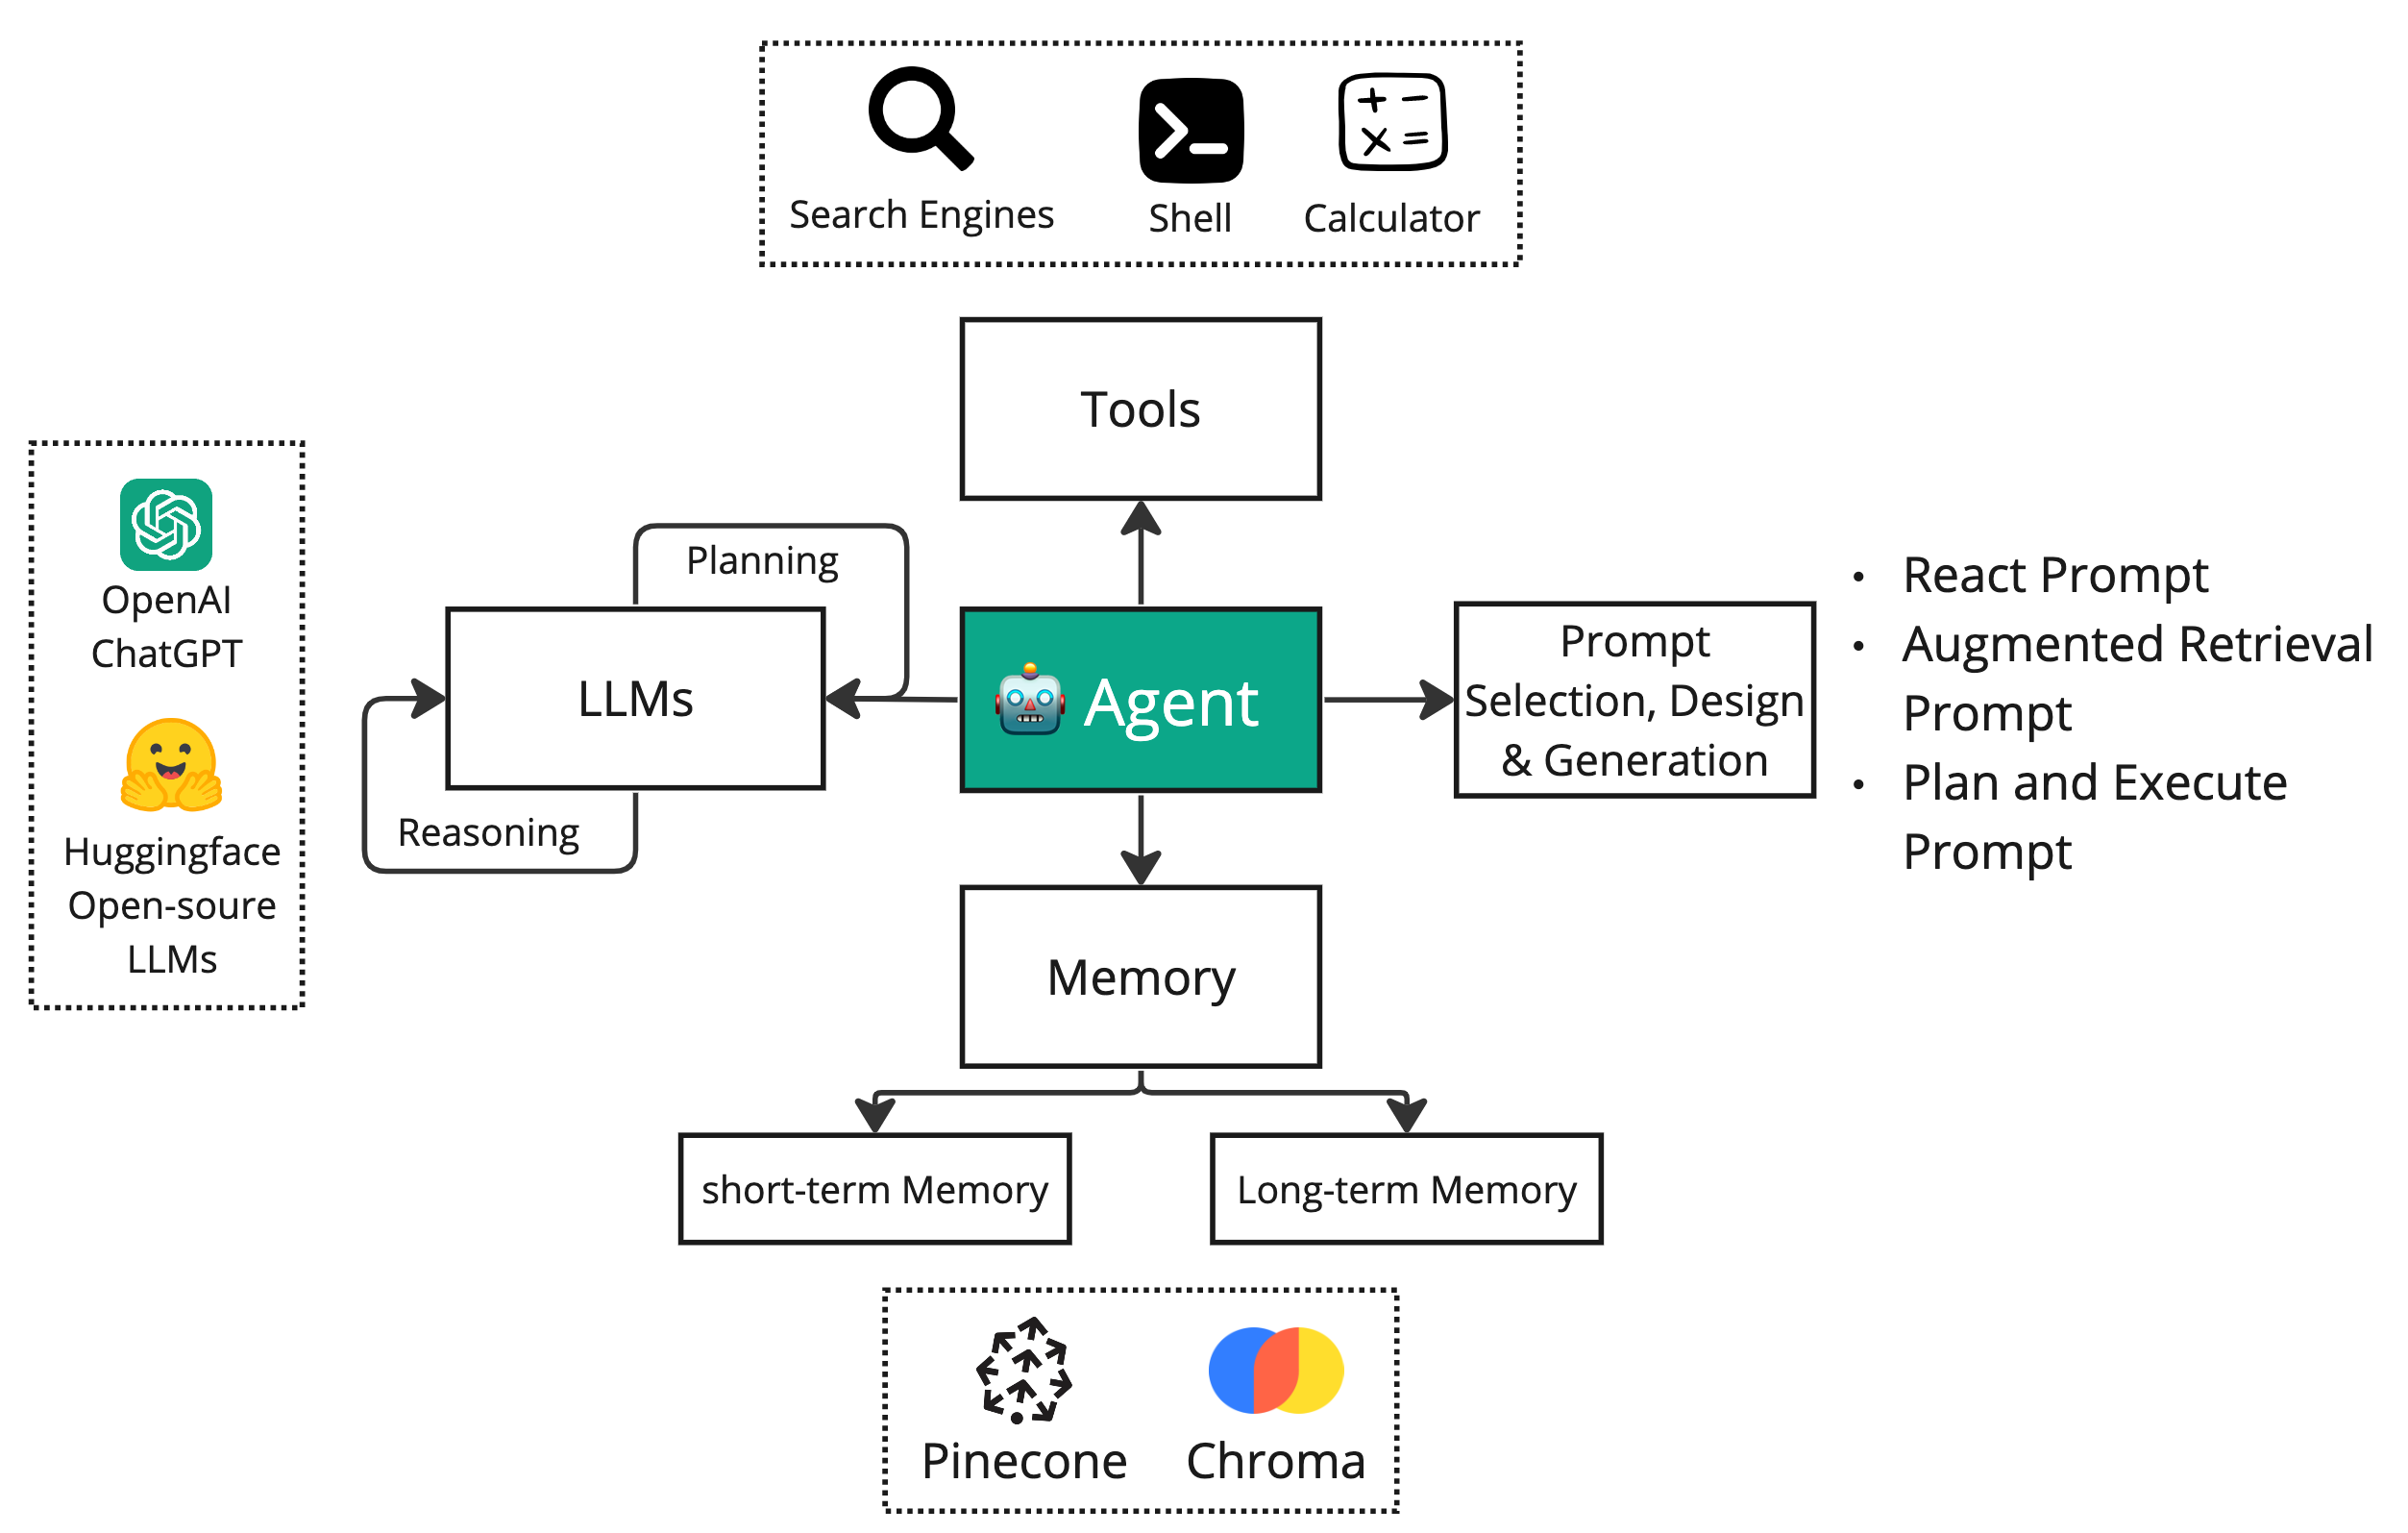 Search Engines
Shell
Calculator
Tools
OpenAI
ChatGPT
Huggingface
Open-soure
LLMs
Planning
LLMs
Reasoning
Agent
Prompt
Selection, Design
& Generation
• React Prompt
• Augmented Retrieval
Prompt
• Plan and Execute
Prompt
Memory
short-term Memory
Long-term Memory
Pinecone
Chroma